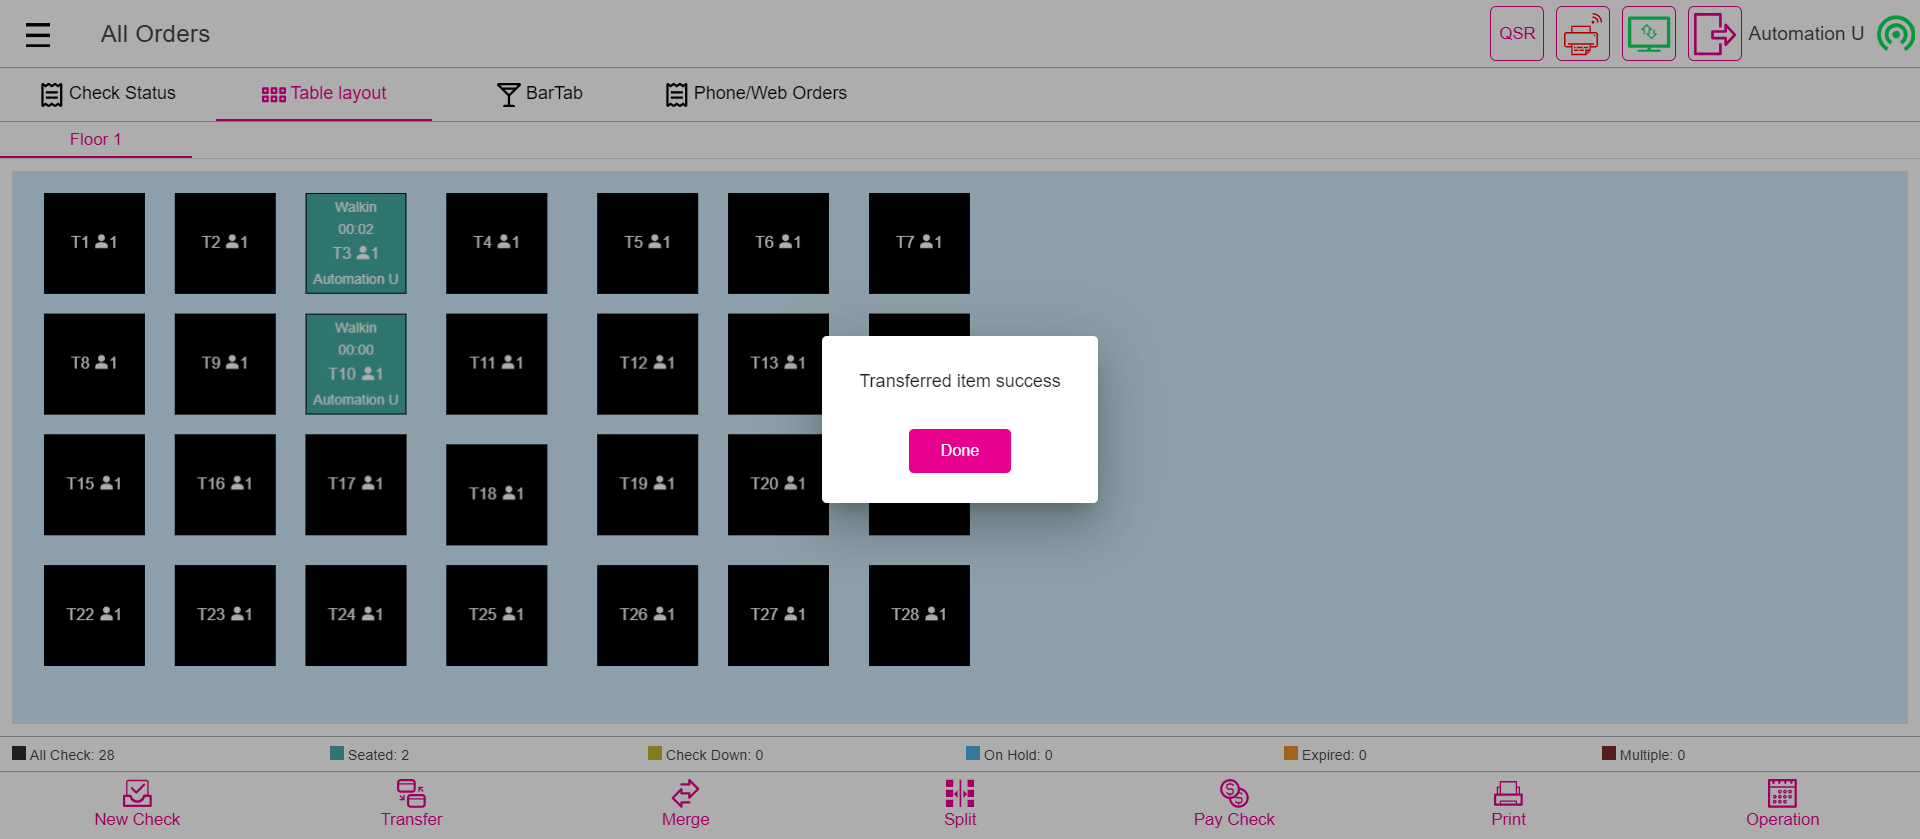 All Orders
QSR
Automation U
Check Status
Table layout
BarTab
Phone/Web Orders
Floor 1
T1 1
T2 1
Walkin
00:02
T3 1
Automation U
T4 1
T5 1
T6 1
T7 1
T8 1
T9 1
Walkin
00:00
T10 1
Automation U
T11 1
T12 1
T13 1
Transferred item success
Done
T15 1
T16 1
T17 1
T18 1
T19 1
T20 1
T22 1
T23 1
T24 1
T25 1
T26 1
T27 1
T28 1
All Check: 28
Seated: 2
Check Down: 0
On Hold: 0
Expired: 0
Multiple: 0
New Check
Transfer
Merge
Split
Pay Check
Print
Operation